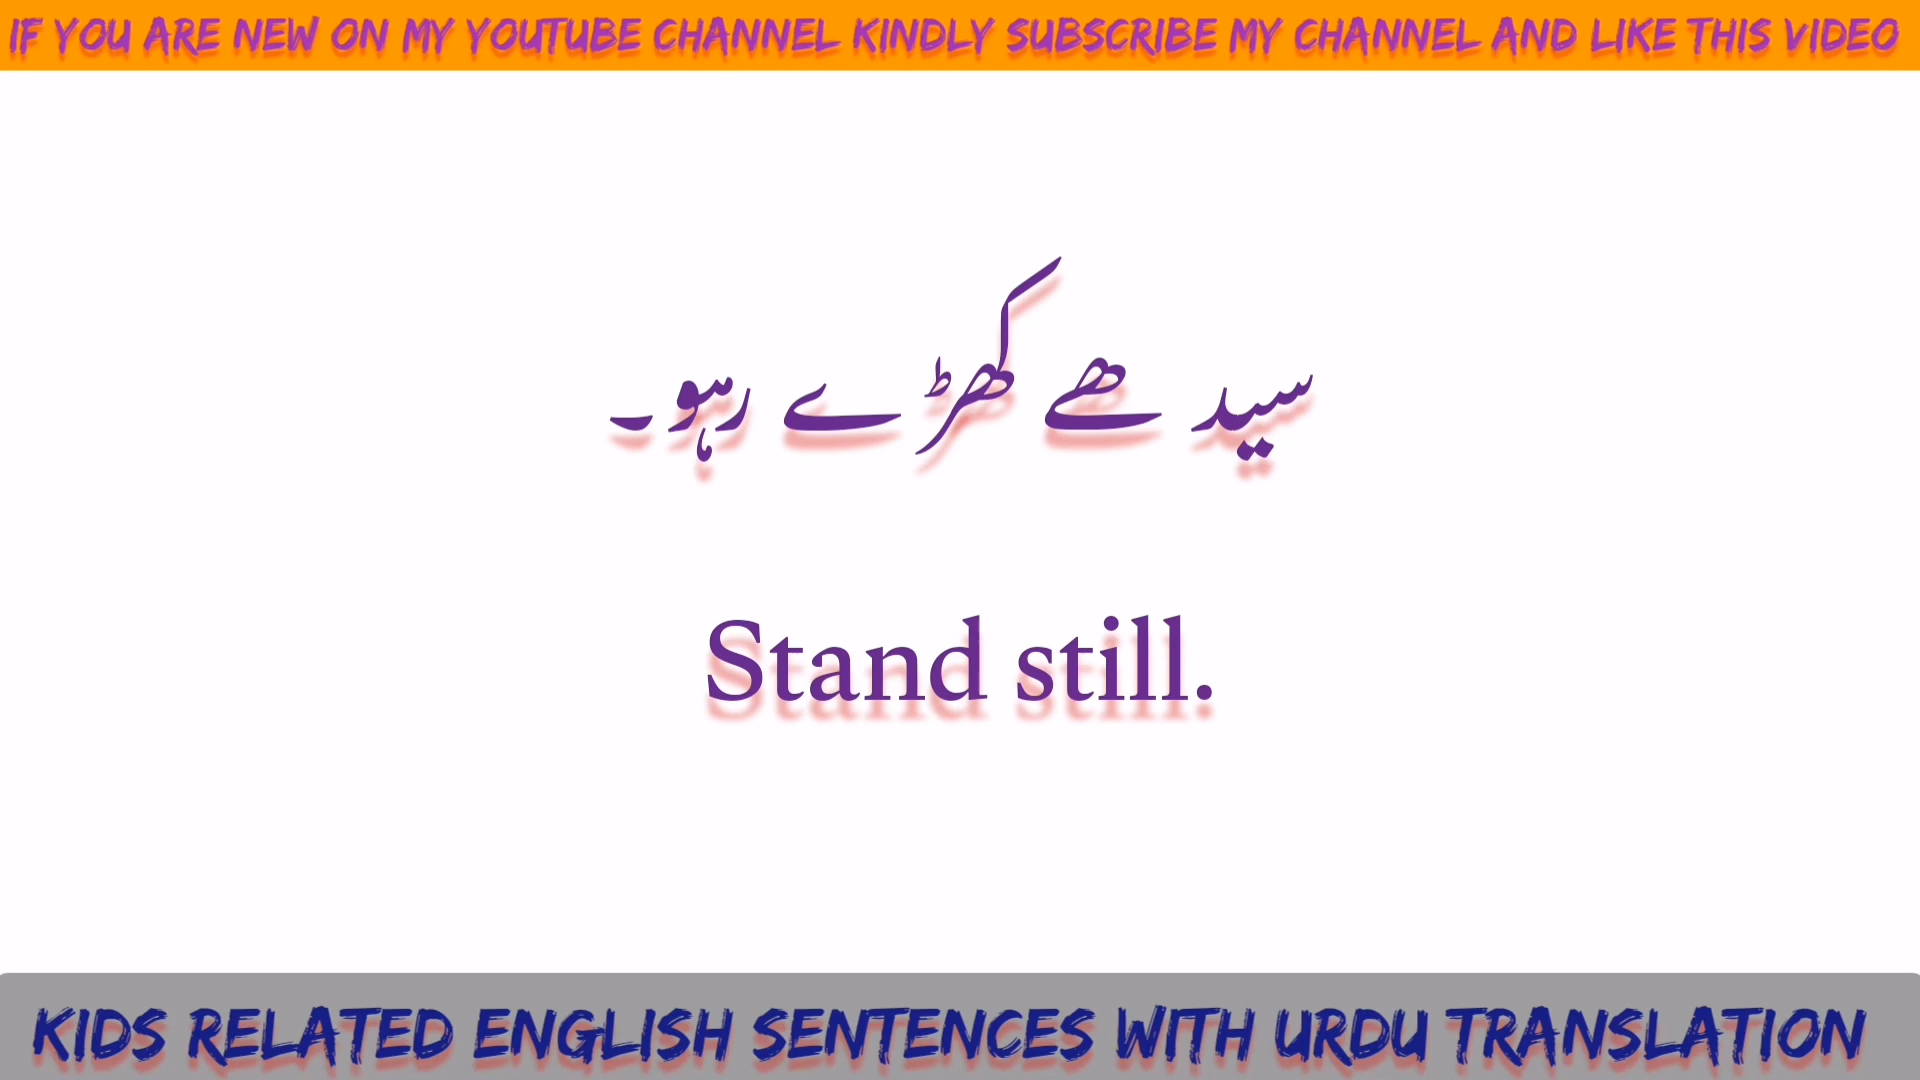 IF YOU ARE NEW ON MY YOUTUBE CHANNEL KINDLY SUBSCRIBE MY CHANNEL AND LIKE THIS VIDEO
سیدھے کھڑے رہو۔
Stand still.
KIDS RELATED ENGLISH SENTENCES WITH URDU TRANSLATION